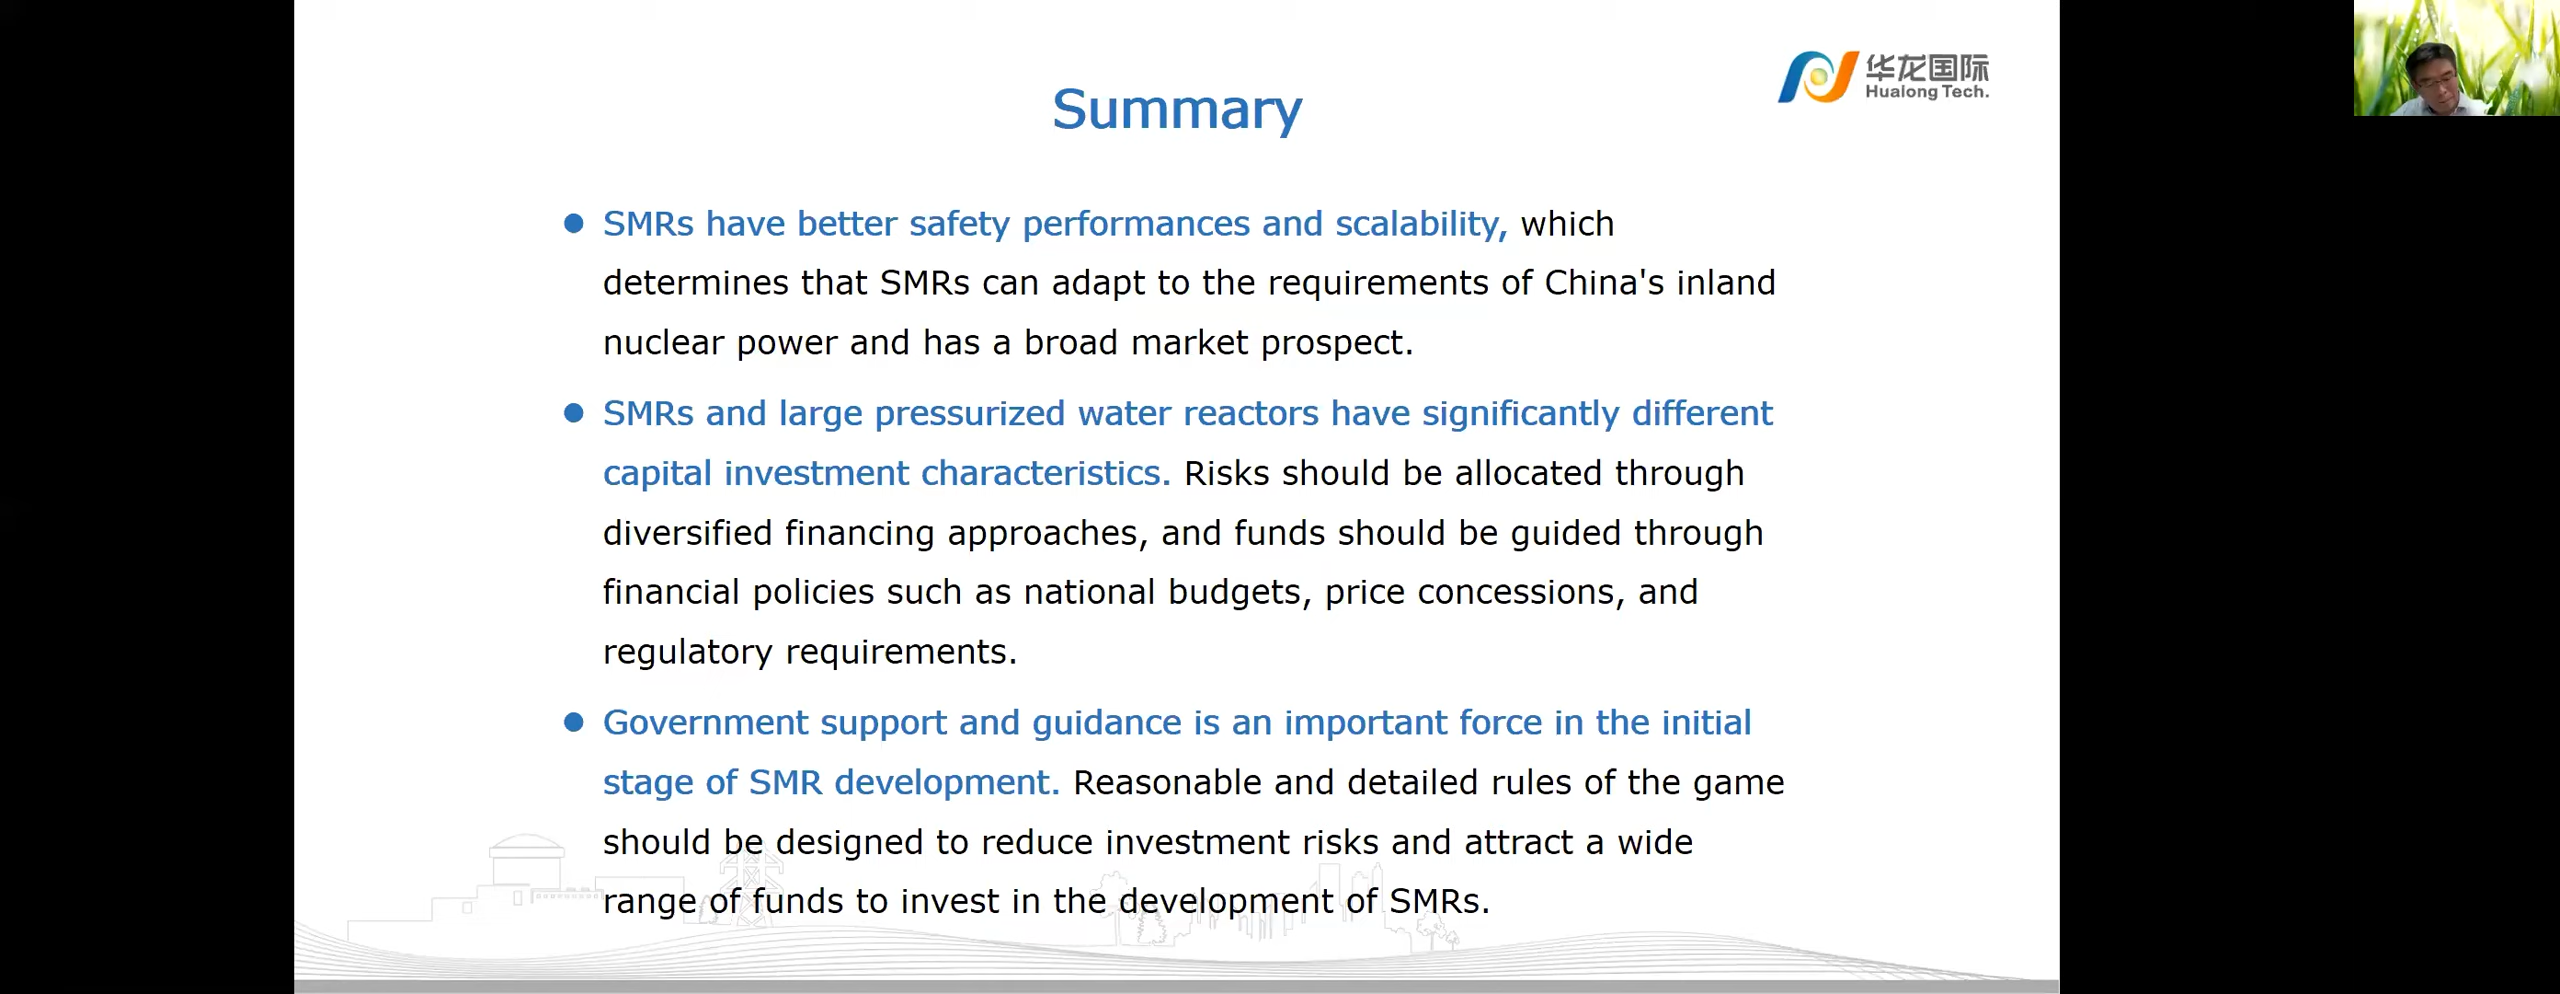 华龙国际
Hualong Tech.
Summary
● SMRs have better safety performances and scalability, which
determines that SMRs can adapt to the requirements of China's inland
nuclear power and has a broad market prospect.
● SMRs and large pressurized water reactors have significantly different
capital investment characteristics. Risks should be allocated through
diversified financing approaches, and funds should be guided through
financial policies such as national budgets, price concessions, and
regulatory requirements.
● Government support and guidance is an important force in the initial
stage of SMR development. Reasonable and detailed rules of the game
should be designed to reduce investment risks and attract a wide
range of funds to invest in the development of SMRs.